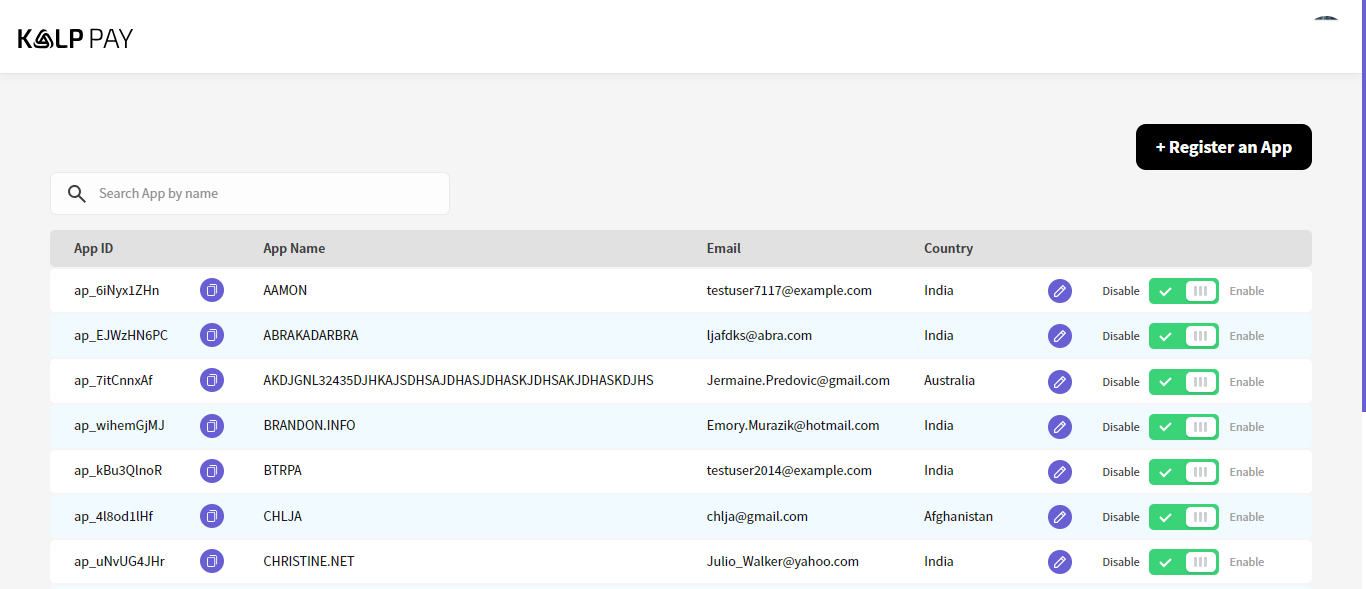 KALP PAY
+ Register an App
Search App by name
App ID App Name Email Country
ap_6iNyx1ZHn AAMON testuser7117@example.com India Disable Enable
ap_EJWzHN6PC ABRAKADARBRA ljafdks@abra.com India Disable Enable
ap_7itCnnxAf AKDJGNL32435DJHKAJSDHSAJDHASJDHASKJDHSAKJDHASKDJHS Jermaine.Predovic@gmail.com Australia Disable Enable
ap_wihemGjMJ BRANDON.INFO Emory.Murazik@hotmail.com India Disable Enable
ap_kBu3QlnoR BTRPA testuser2014@example.com India Disable Enable
ap_4l8od1lHf CHLJA chlja@gmail.com Afghanistan Disable Enable
ap_uNvUG4JHr CHRISTINE.NET Julio_Walker@yahoo.com India Disable Enable